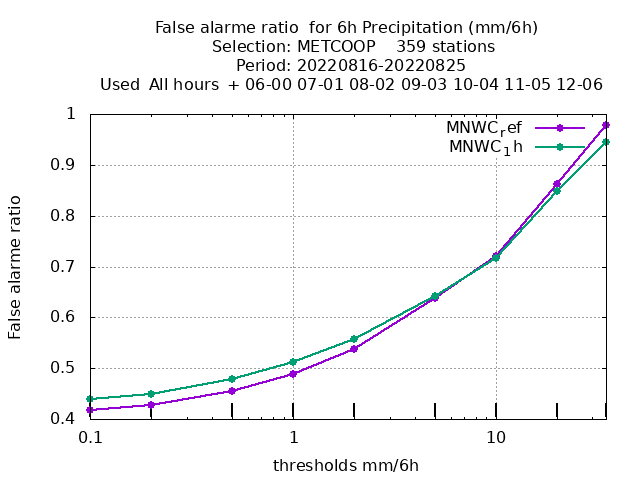 False alarme ratio  for 6h Precipitation (mm/6h)
Selection: METCOOP    359 stations
Period: 20220816-20220825
Used  All hours  + 06-00 07-01 08-02 09-03 10-04 11-05 12-06
MNWCref
MNWC1h
1
0.9
0.8
0.7
0.6
0.5
0.4
False alarme ratio
0.1 1 10
thresholds mm/6h